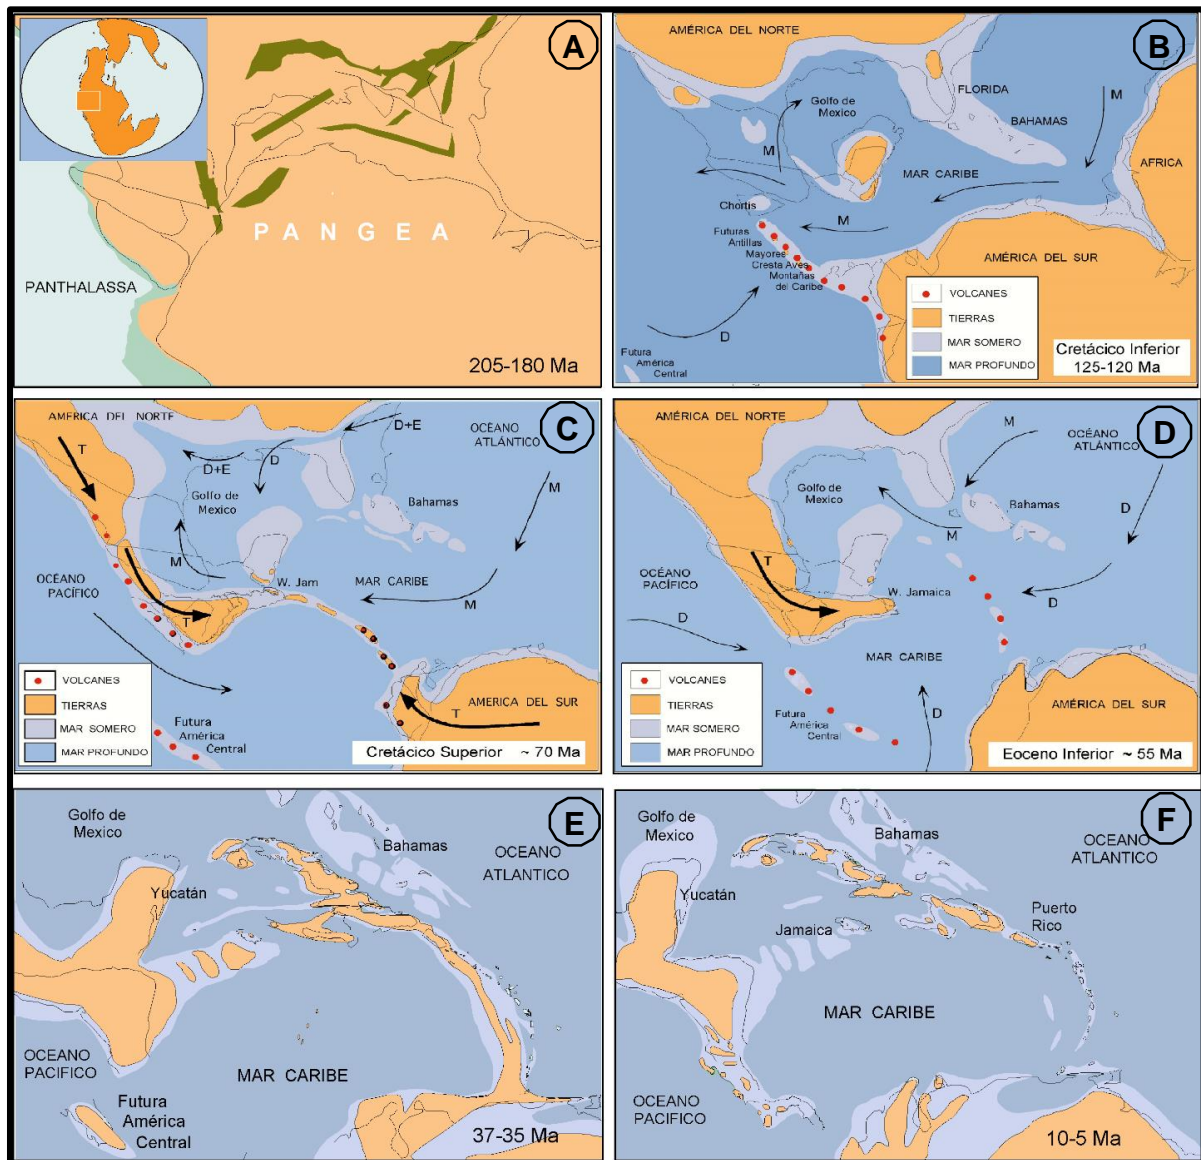 A
PANGEA
PANTHALASSA
205-180 Ma
B
AMÉRICA DEL NORTE
Golfo de
Mexico
FLORIDA
BAHAMAS
M
M
AFRICA
MAR CARIBE
Chortis
M
Futuras
Antillas
Mayores
Cresta Aves
Montañas
del Caribe
AMÉRICA DEL SUR
D
Futura
América
Central
VOLCANES
TIERRAS
MAR SOMERO
MAR PROFUNDO
Cretácico Inferior
125-120 Ma
C
AMÉRICA DEL NORTE
T
D+E
D+E
D
OCÉANO
ATLÁNTICO
Golfo de
Mexico
Bahamas
M
M
OCÉANO
PACÍFICO
W. Jam
MAR CARIBE
M
T
VOLCANES
TIERRAS
MAR SOMERO
MAR PROFUNDO
Futura
América
Central
AMERICA DEL SUR
T
Cretácico Superior ~ 70 Ma
D
AMÉRICA DEL NORTE
M
OCÉANO
ATLÁNTICO
Golfo de
Mexico
Bahamas
D
M
OCÉANO
PACÍFICO
T
W. Jamaica
D
D
MAR CARIBE
VOLCANES
TIERRAS
MAR SOMERO
MAR PROFUNDO
Futura
América
Central
D
AMÉRICA DEL SUR
Eoceno Inferior ~ 55 Ma
E
Golfo de
Mexico
Bahamas
OCEANO
ATLANTICO
Yucatán
OCEANO
PACIFICO
MAR CARIBE
Futura
América
Central
37-35 Ma
F
Golfo de
Mexico
Bahamas
OCEANO
ATLANTICO
Yucatán
Jamaica
Puerto
Rico
MAR CARIBE
OCEANO
PACIFICO
10-5 Ma